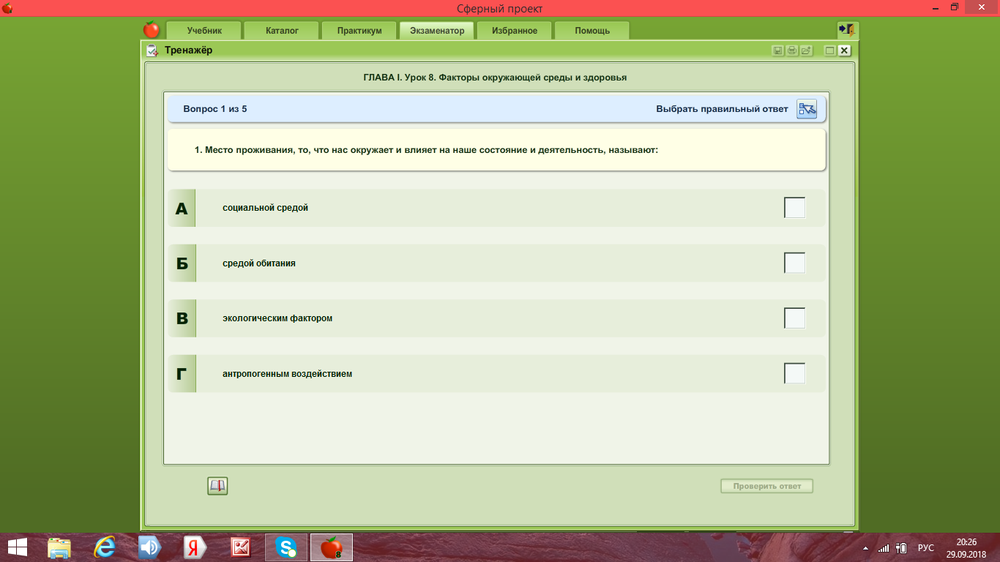 Сферный проект
Учебник
Каталог
Практикум
Экзаменатор
Избранное
Помощь
Тренажёр
ГЛАВА I. Урок 8. Факторы окружающей среды и здоровья
Вопрос 1 из 5
Выбрать правильный ответ
1. Место проживания, то, что нас окружает и влияет на наше состояние и деятельность, называют:
А
социальной средой
Б
средой обитания
В
экологическим фактором
Г
антропогенным воздействием
Проверить ответ
Я
S
8
РУС
20:26
29.09.2018